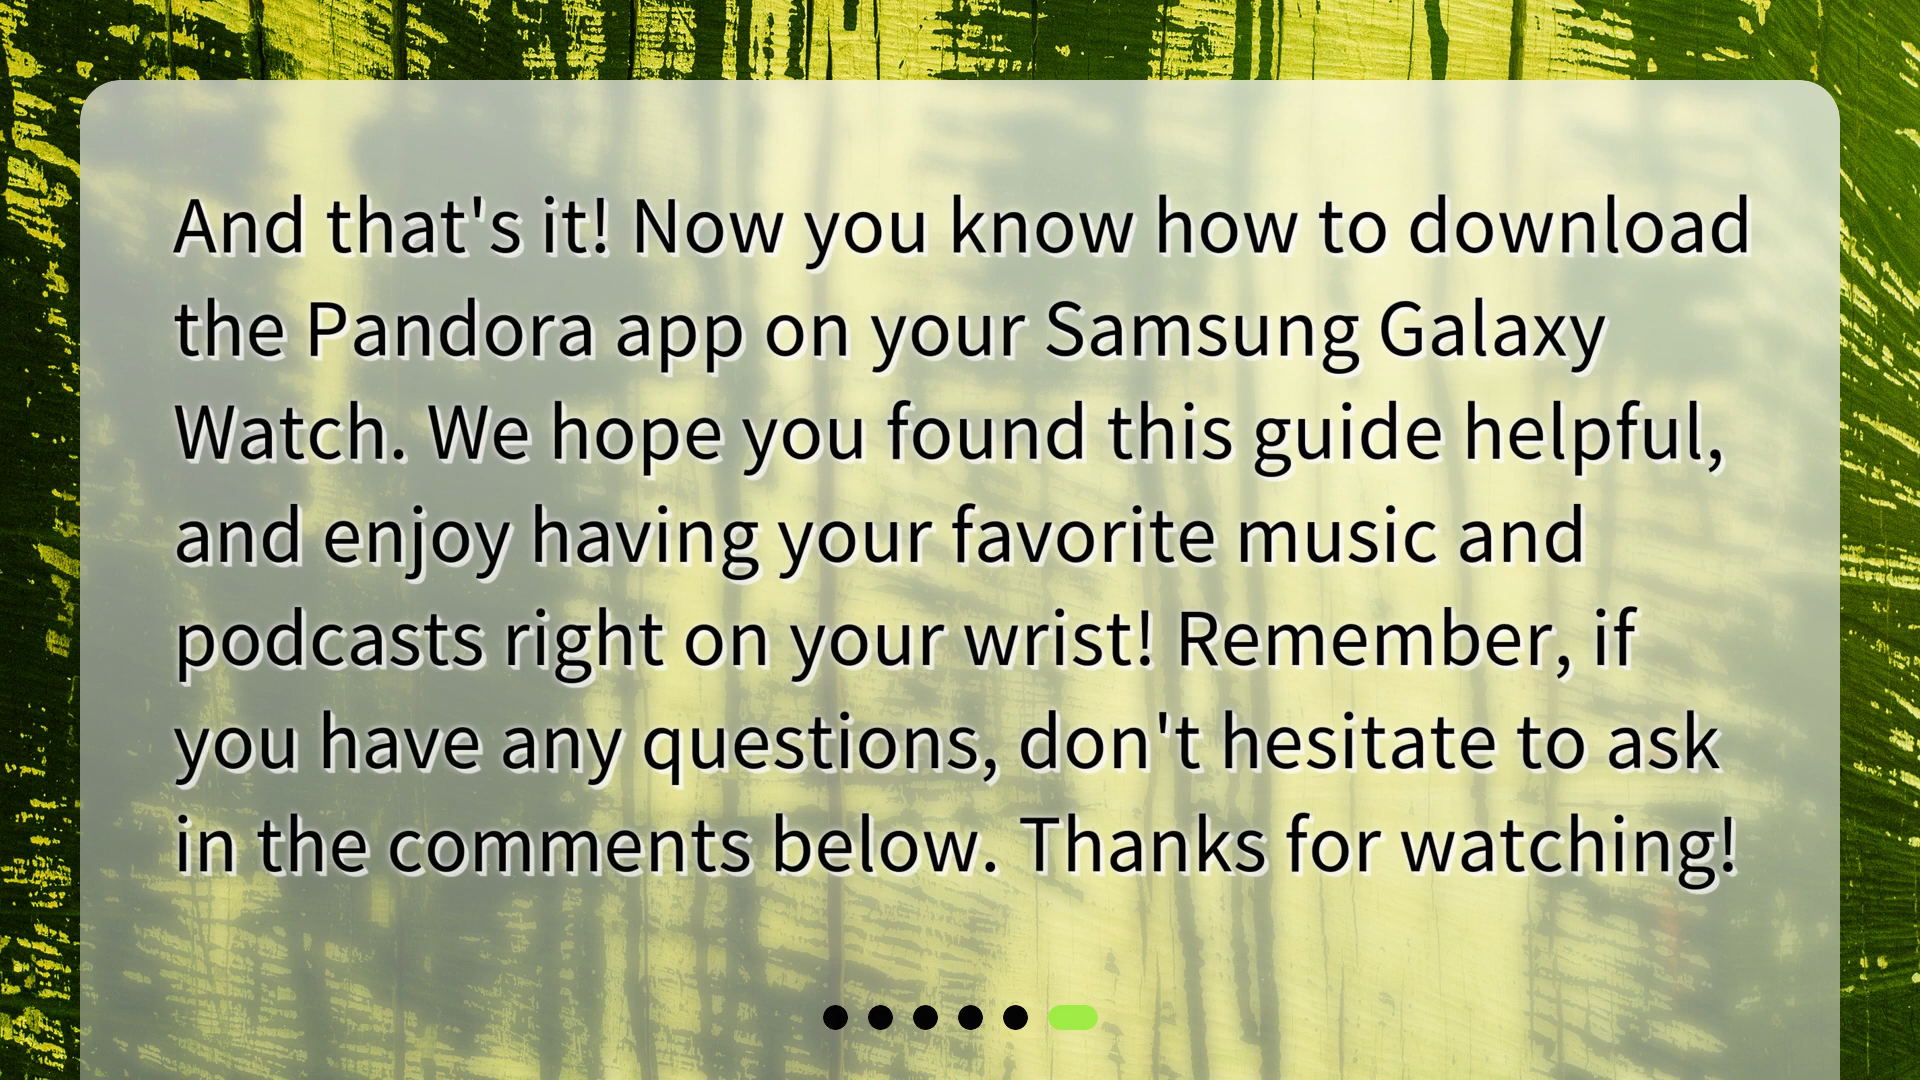 And that's it! Now you know how to download
the Pandora app on your Samsung Galaxy
Watch. We hope you found this guide helpful,
and enjoy having your favorite music and
podcasts right on your wrist! Remember, if
you have any questions, don't hesitate to ask
in the comments below. Thanks for watching!